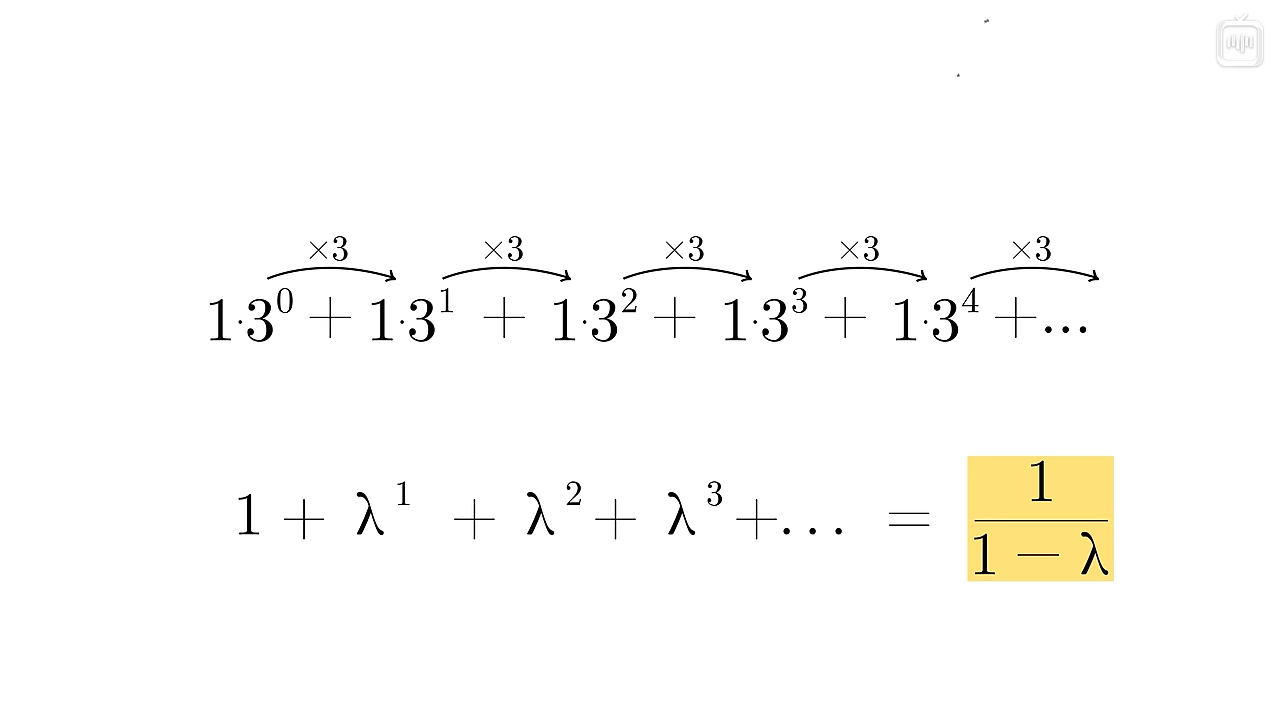 ×3 ×3 ×3 ×3 ×3
1·3⁰ + 1·3¹ + 1·3² + 1·3³ + 1·3⁴ +...
1 + λ¹ + λ² + λ³ +... = 1/(1 − λ)